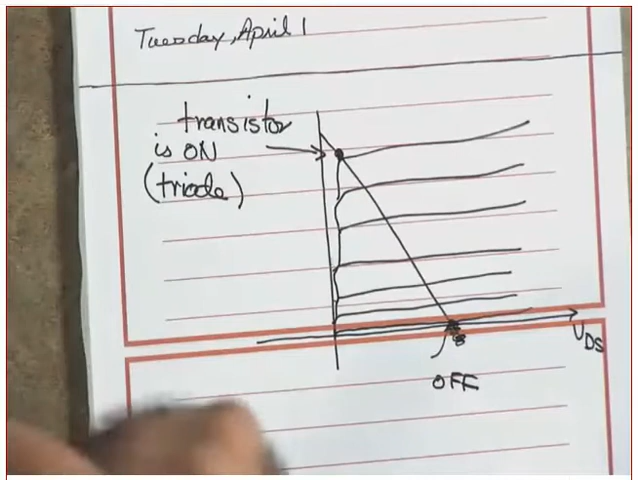 Tuesday, April 1
transistor
is ON
(triode)
VDS
OFF